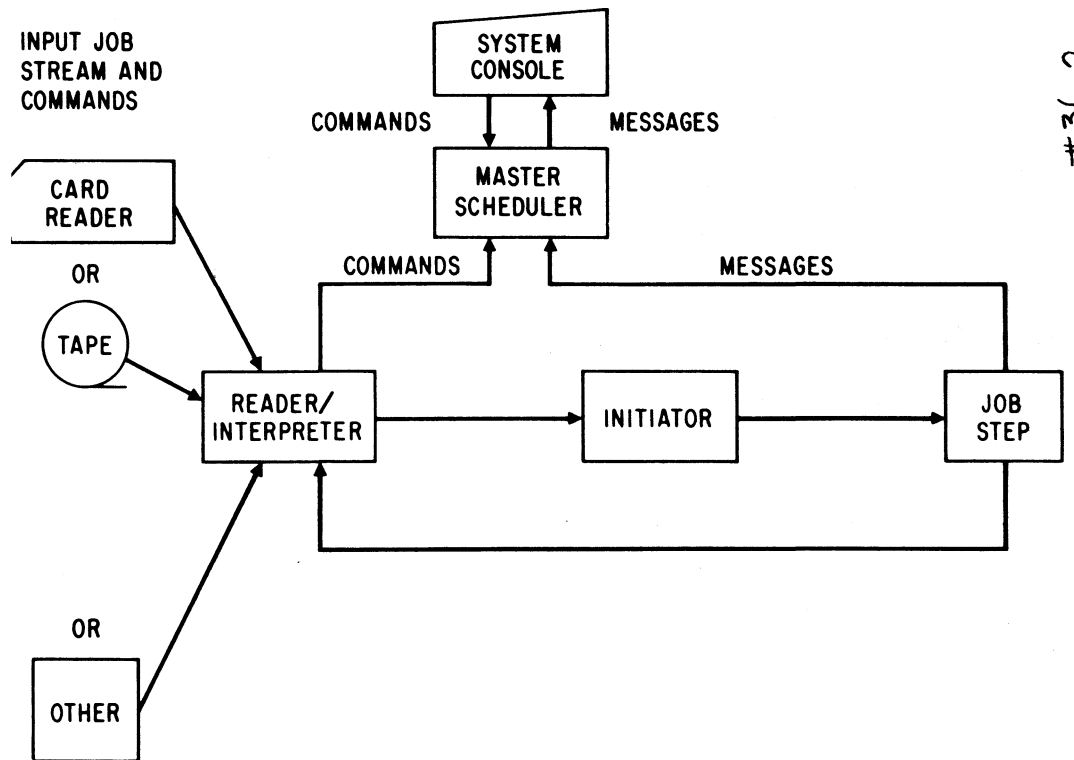 INPUT JOB
STREAM AND
COMMANDS
SYSTEM
CONSOLE
COMMANDS
MESSAGES
MASTER
SCHEDULER
CARD
READER
OR
COMMANDS
MESSAGES
TAPE
READER/
INTERPRETER
INITIATOR
JOB
STEP
OR
OTHER